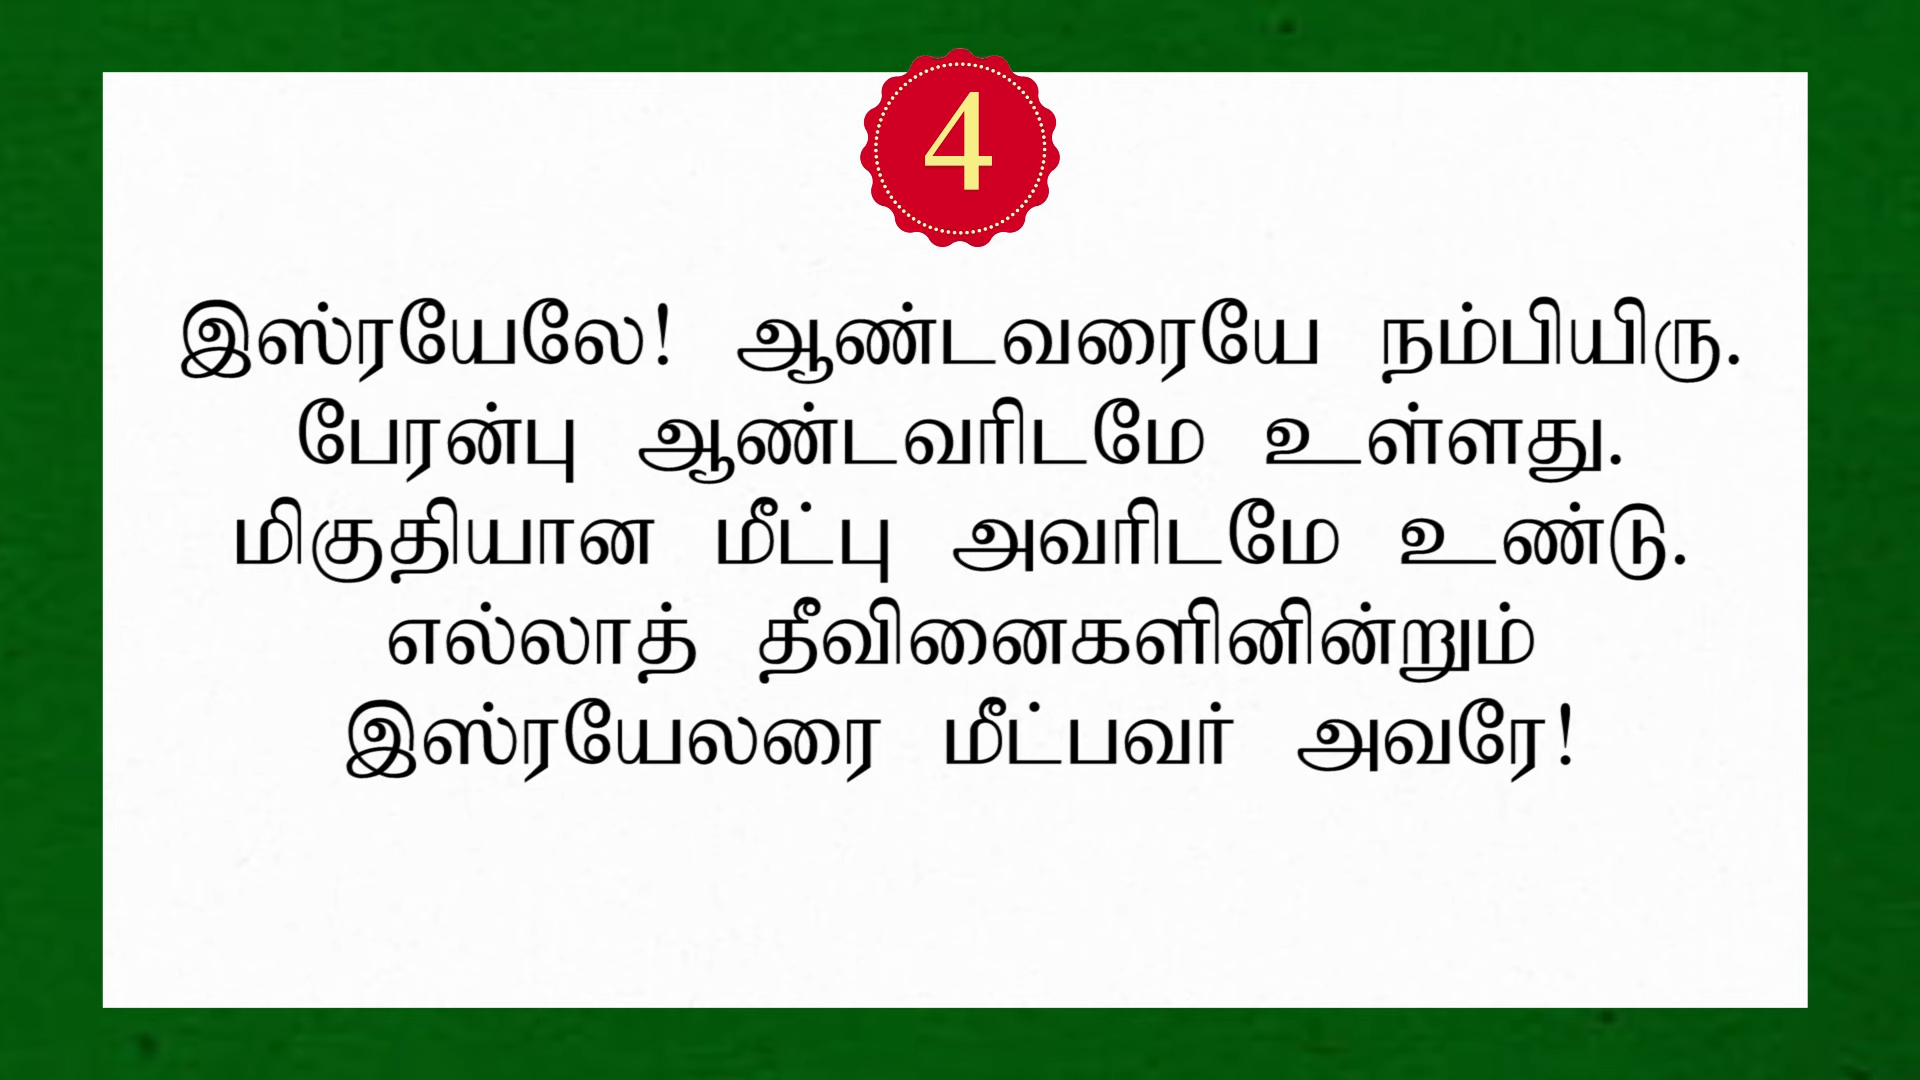 4
இஸ்ரயேலே! ஆண்டவரையே நம்பியிரு.
பேரன்பு ஆண்டவரிடமே உள்ளது.
மிகுதியான மீட்பு அவரிடமே உண்டு.
எல்லாத் தீவினைகளினின்றும்
இஸ்ரயேலரை மீட்பவர் அவரே!